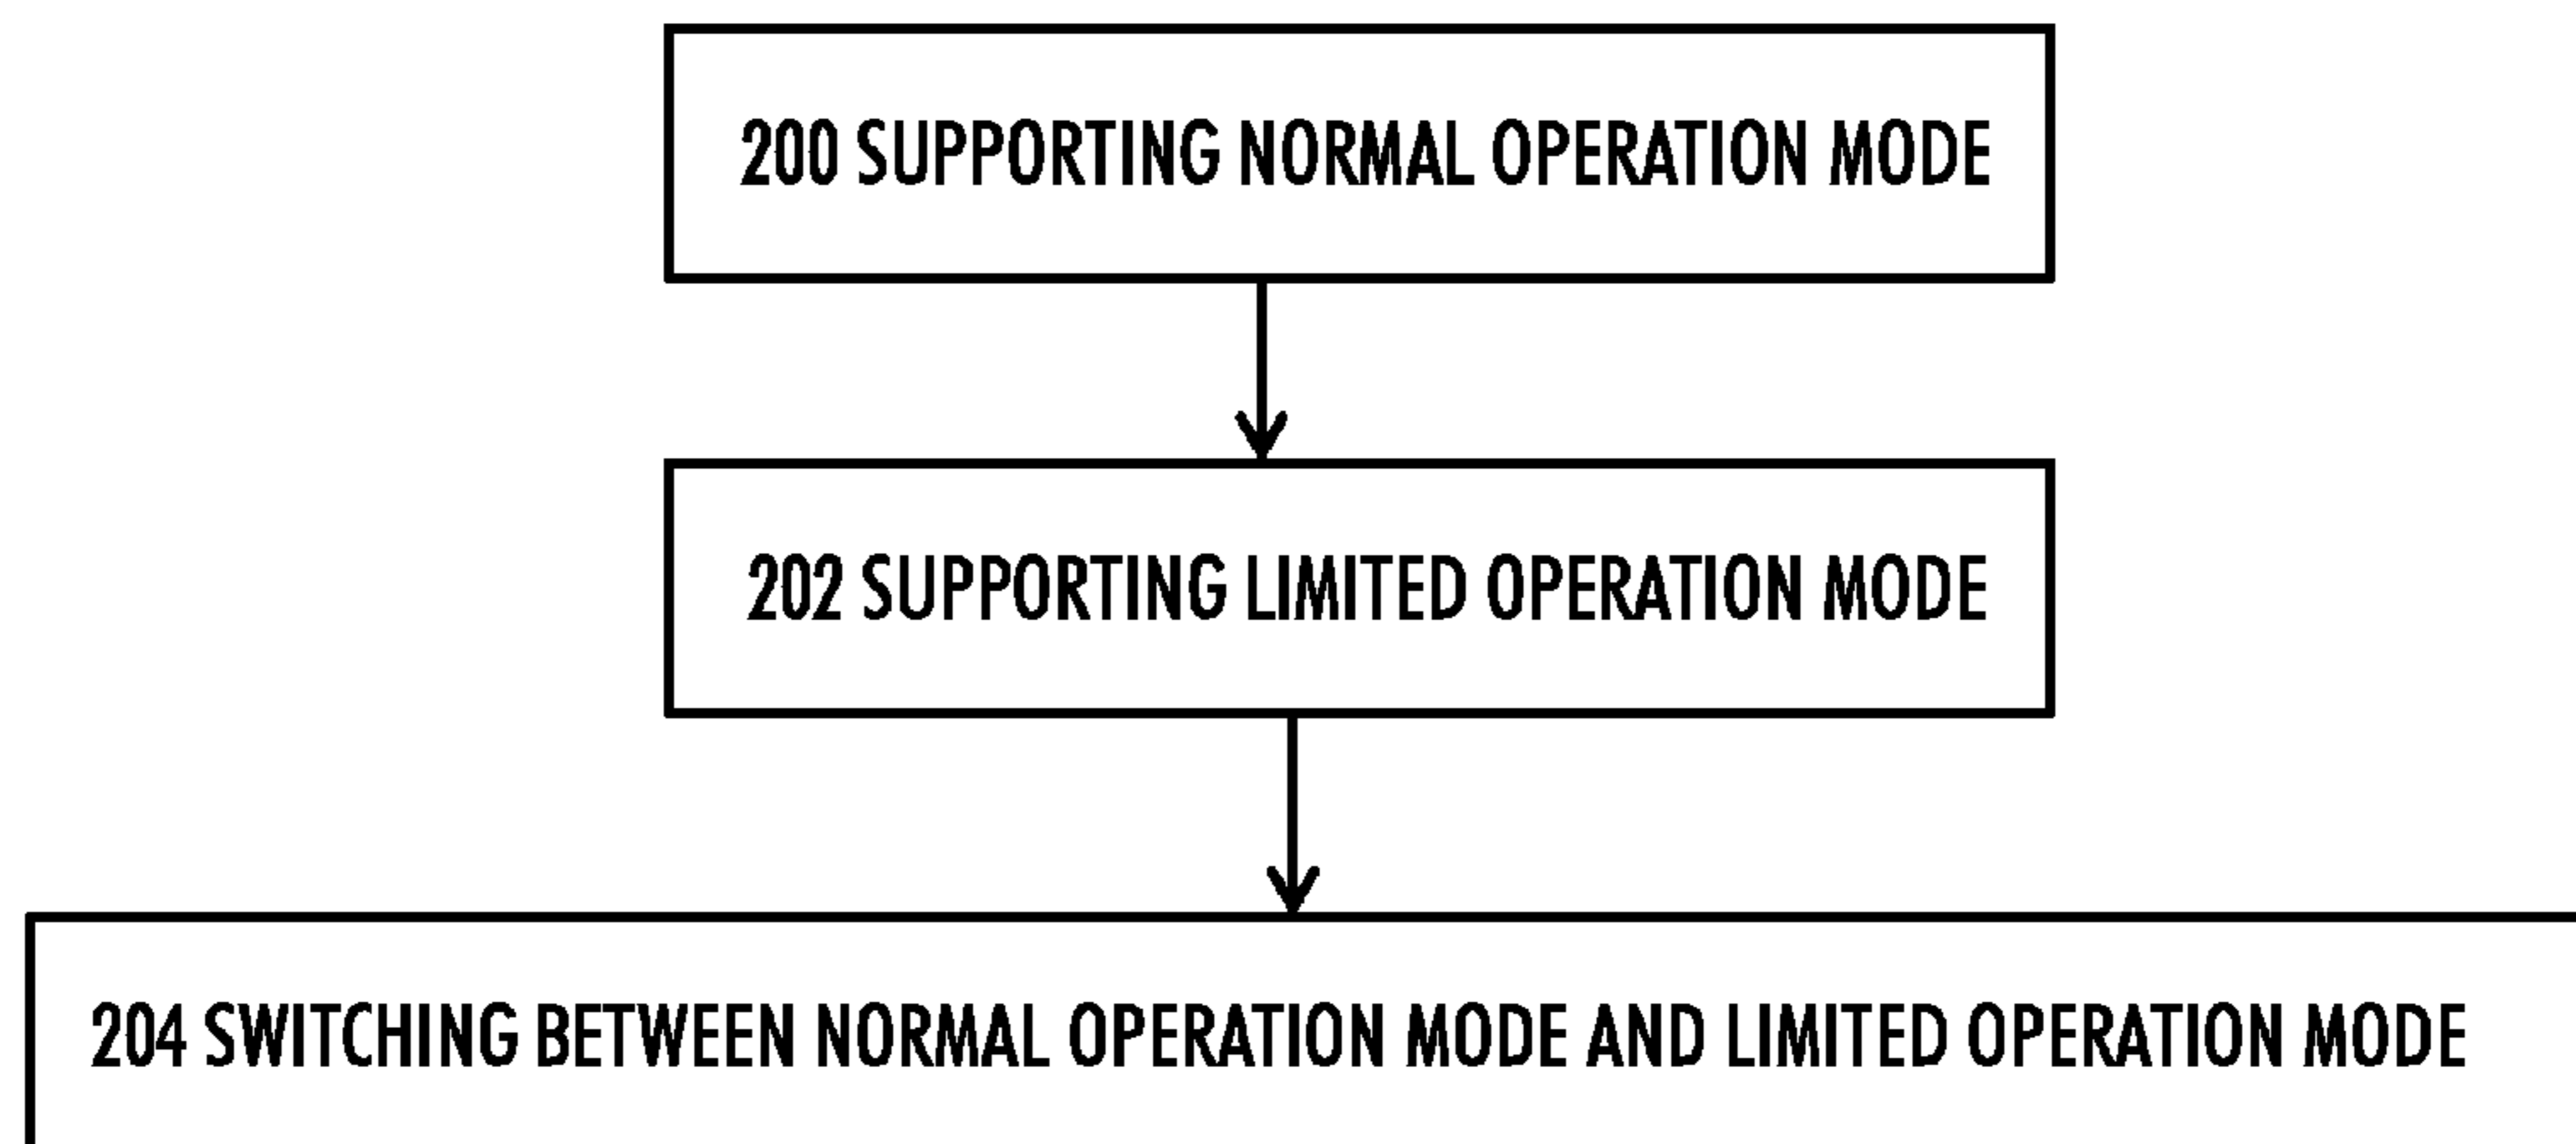 200 SUPPORTING NORMAL OPERATION MODE
202 SUPPORTING LIMITED OPERATION MODE
204 SWITCHING BETWEEN NORMAL OPERATION MODE AND LIMITED OPERATION MODE